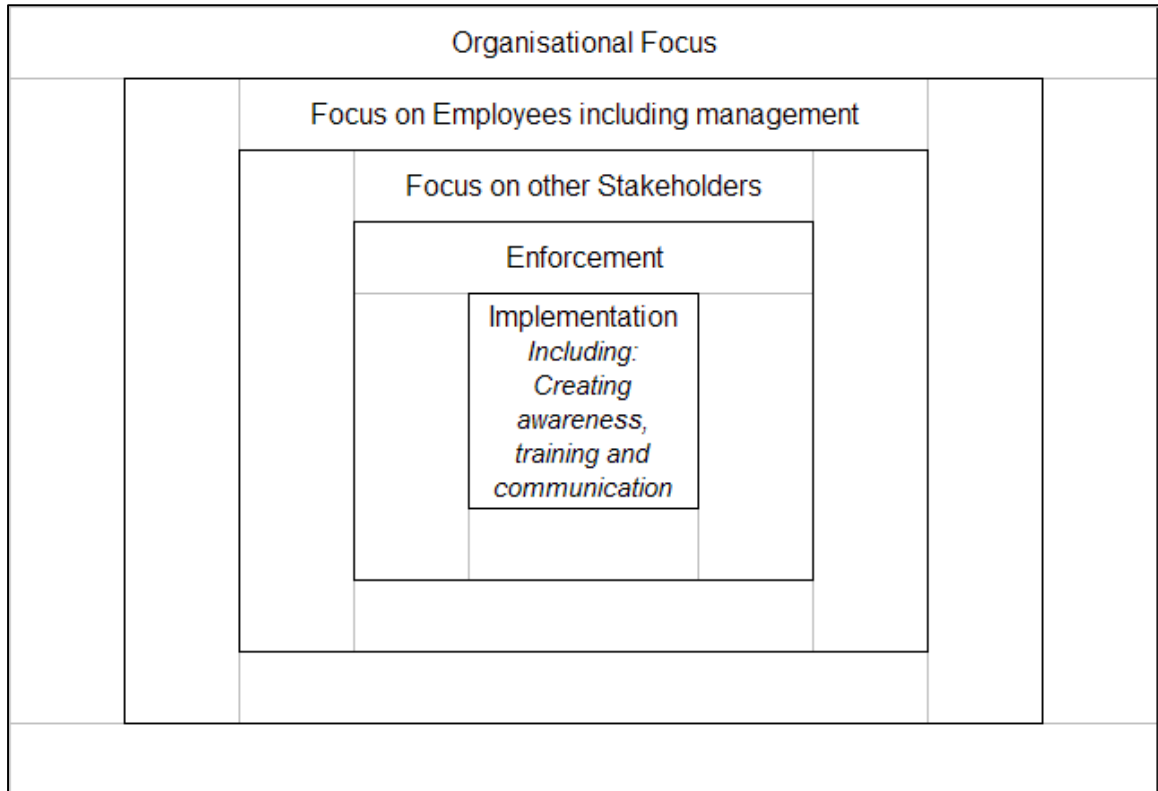 Organisational Focus
Focus on Employees including management
Focus on other Stakeholders
Enforcement
Implementation
Including:
Creating
awareness,
training and
communication